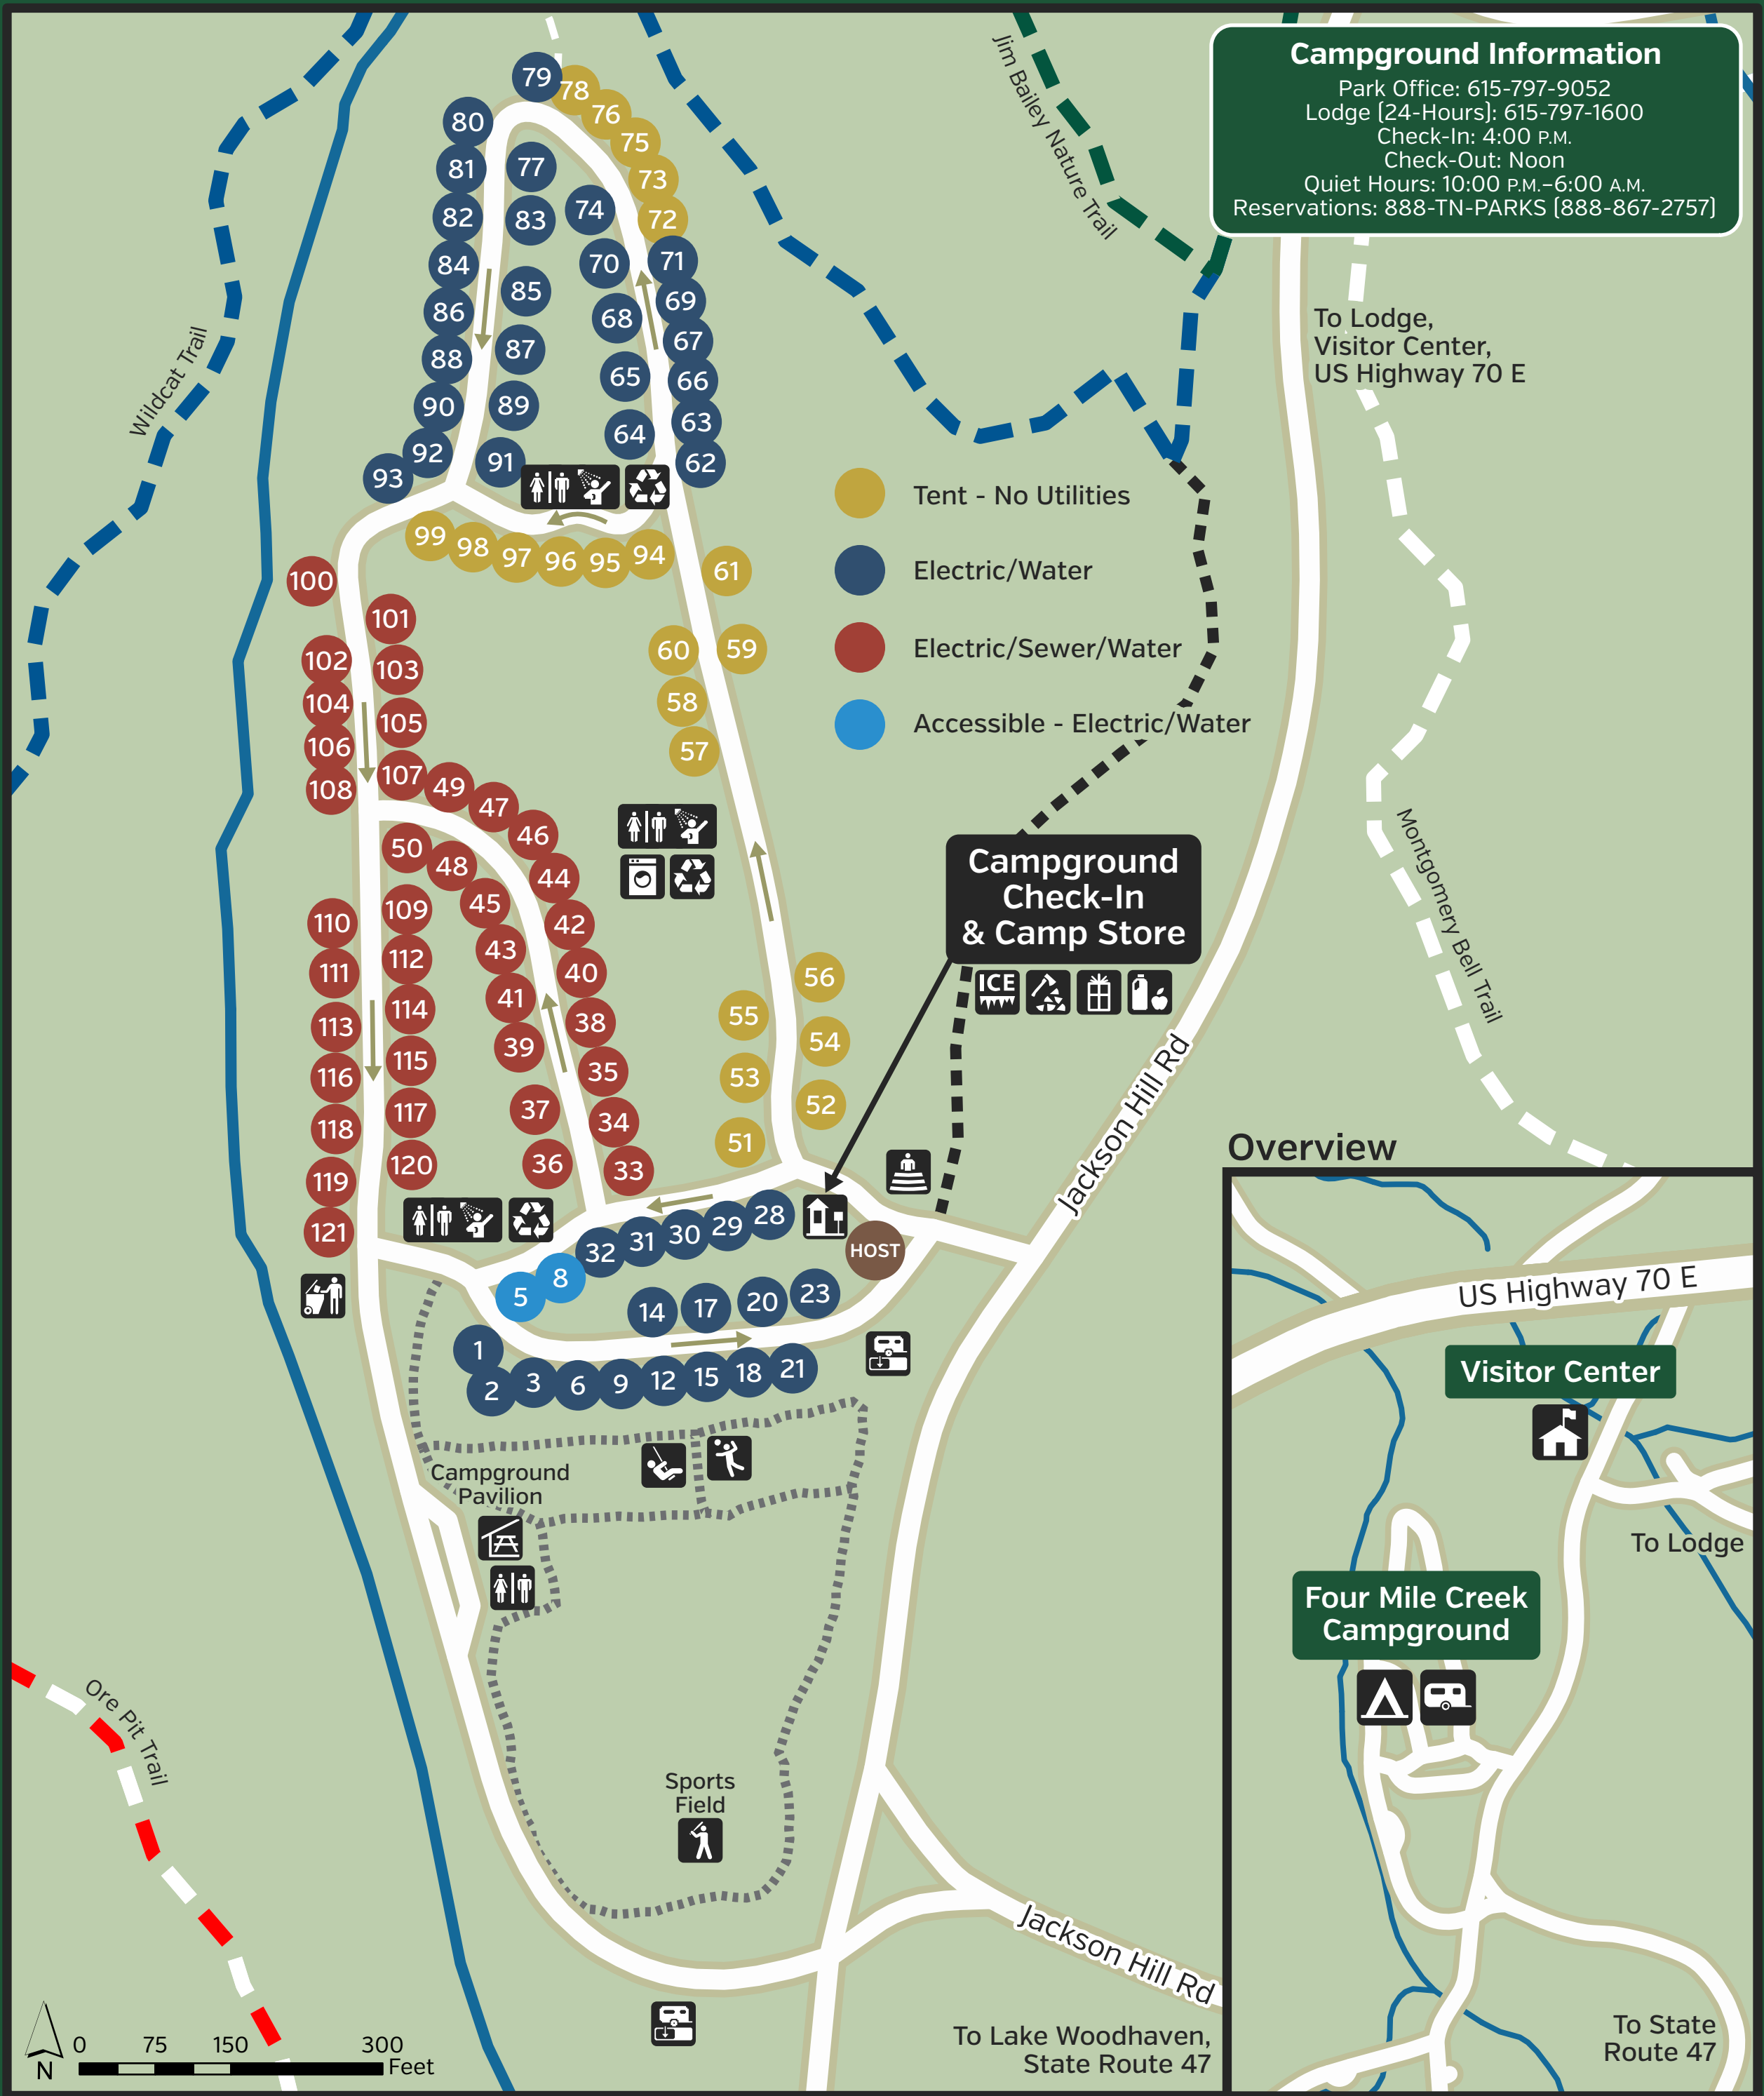 Campground Information
Park Office: 615-797-9052
Lodge (24-Hours): 615-797-1600
Check-In: 4:00 P.M.
Check-Out: Noon
Quiet Hours: 10:00 P.M.–6:00 A.M.
Reservations: 888-TN-PARKS (888-867-2757)
Jim Bailey Nature Trail
Wildcat Trail
To Lodge,
Visitor Center,
US Highway 70 E
79
78
76
75
73
72
80
81
82
84
86
88
90
92
93
77
83
85
87
89
91
74
70
68
65
64
71
69
67
66
63
62
99
98
97
96
95
94
61
60
59
58
57
Tent - No Utilities
Electric/Water
Electric/Sewer/Water
Accessible - Electric/Water
100
101
102
103
104
105
106
107
108
49
47
46
44
42
40
38
35
34
33
50
48
45
43
41
39
37
36
110
111
113
116
118
119
121
109
112
114
115
117
120
56
55
54
53
52
51
Campground
Check-In
& Camp Store
ICE
Montgomery Bell Trail
Jackson Hill Rd
32
31
30
29
28
HOST
5
8
14
17
20
23
1
2
3
6
9
12
15
18
21
Campground
Pavilion
Sports
Field
Ore Pit Trail
Jackson Hill Rd
To Lake Woodhaven,
State Route 47
0 75 150 300
Feet
N
Overview
US Highway 70 E
Visitor Center
To Lodge
Four Mile Creek
Campground
To State
Route 47